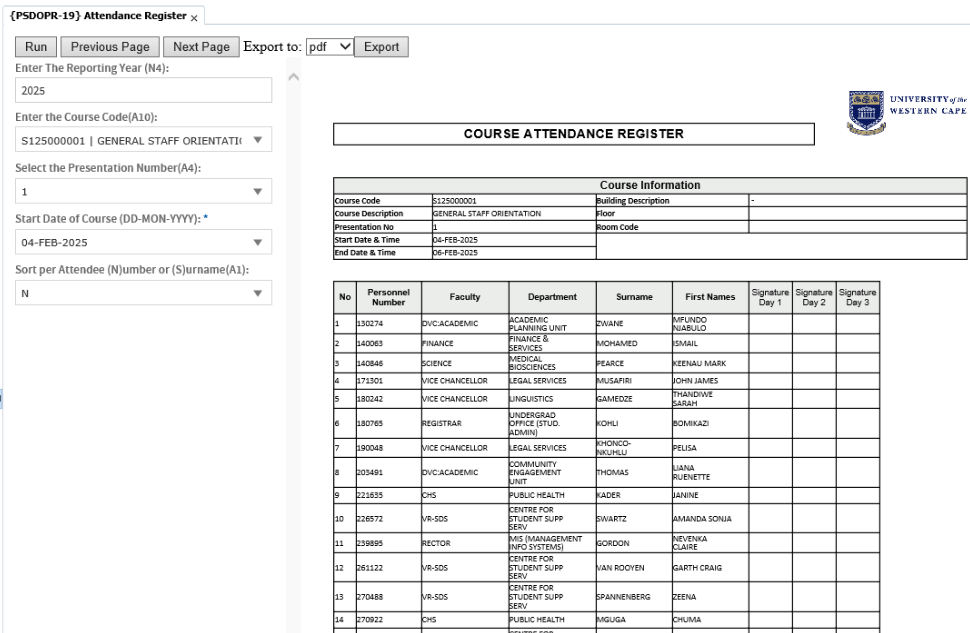 {PSDOPR-19} Attendance Register x
Run Previous Page Next Page Export to: pdf Export
Enter The Reporting Year (N4):
2025
Enter the Course Code(A10):
S125000001 | GENERAL STAFF ORIENTATI
Select the Presentation Number(A4):
1
Start Date of Course (DD-MON-YYYY): *
04-FEB-2025
Sort per Attendee (N)umber or (S)urname(A1):
N
UNIVERSITY of the
WESTERN CAPE
COURSE ATTENDANCE REGISTER
Course Information
Course Code S125000001 Building Description -
Course Description GENERAL STAFF ORIENTATION Floor
Presentation No 1 Room Code
Start Date & Time 04-FEB-2025
End Date & Time 06-FEB-2025
No Personnel Number Faculty Department Surname First Names Signature Day 1 Signature Day 2 Signature Day 3
1 130274 DVC:ACADEMIC ACADEMIC PLANNING UNIT ZWANE MFUNDO NJABULO
2 140063 FINANCE FINANCE & SERVICES MOHAMED ISMAIL
3 140846 SCIENCE MEDICAL BIOSCIENCES PEARCE KEENAU MARK
4 171301 VICE CHANCELLOR LEGAL SERVICES MUSAFIRI JOHN JAMES
5 180242 VICE CHANCELLOR LINGUISTICS GAMEDZE THANDIWE SARAH
6 180765 REGISTRAR UNDERGRAD OFFICE (STUD. ADMIN) KOHLI BOMIKAZI
7 190048 VICE CHANCELLOR LEGAL SERVICES KHONCO-NKUHLU PELISA
8 203491 DVC:ACADEMIC COMMUNITY ENGAGEMENT UNIT THOMAS LIANA RUENETTE
9 221635 CHS PUBLIC HEALTH KADER JANINE
10 226572 VR-SDS CENTRE FOR STUDENT SUPP SERV SWARTZ AMANDA SONJA
11 239895 RECTOR MIS (MANAGEMENT INFO SYSTEMS) GORDON NEVENKA CLAIRE
12 261122 VR-SDS CENTRE FOR STUDENT SUPP SERV VAN ROOYEN GARTH CRAIG
13 270488 VR-SDS CENTRE FOR STUDENT SUPP SERV SPANNENBERG ZEENA
14 270922 CHS PUBLIC HEALTH MGUGA CHUMA
CENTRE FOR